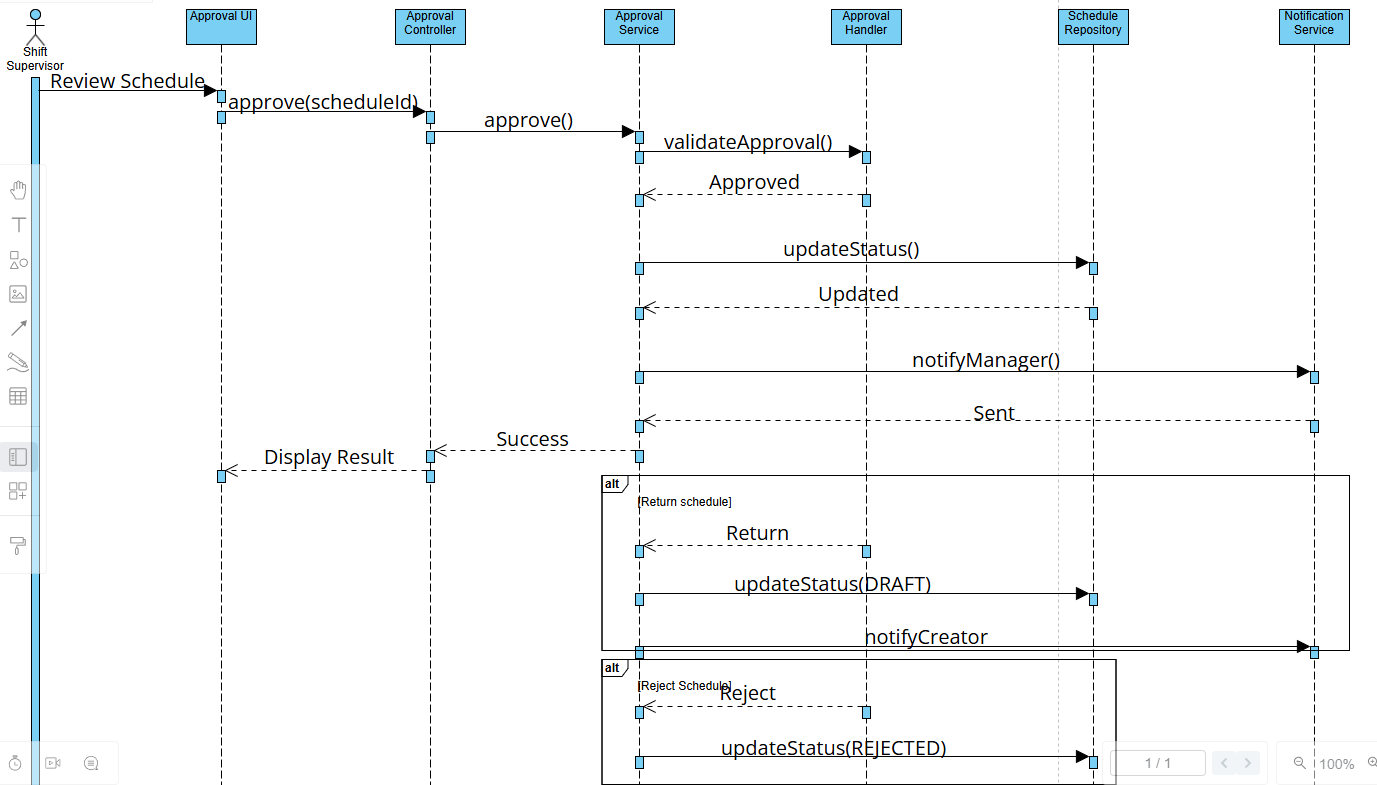 Approval UI
Approval
Controller
Approval
Service
Approval
Handler
Schedule
Repository
Notification
Service
Shift
Supervisor
Review Schedule
approve(scheduleId)
approve()
validateApproval()
Approved
updateStatus()
Updated
notifyManager()
Sent
Success
Display Result
alt
[Return schedule]
Return
updateStatus(DRAFT)
notifyCreator
alt
[Reject Schedule]
Reject
updateStatus(REJECTED)
1 / 1
100%